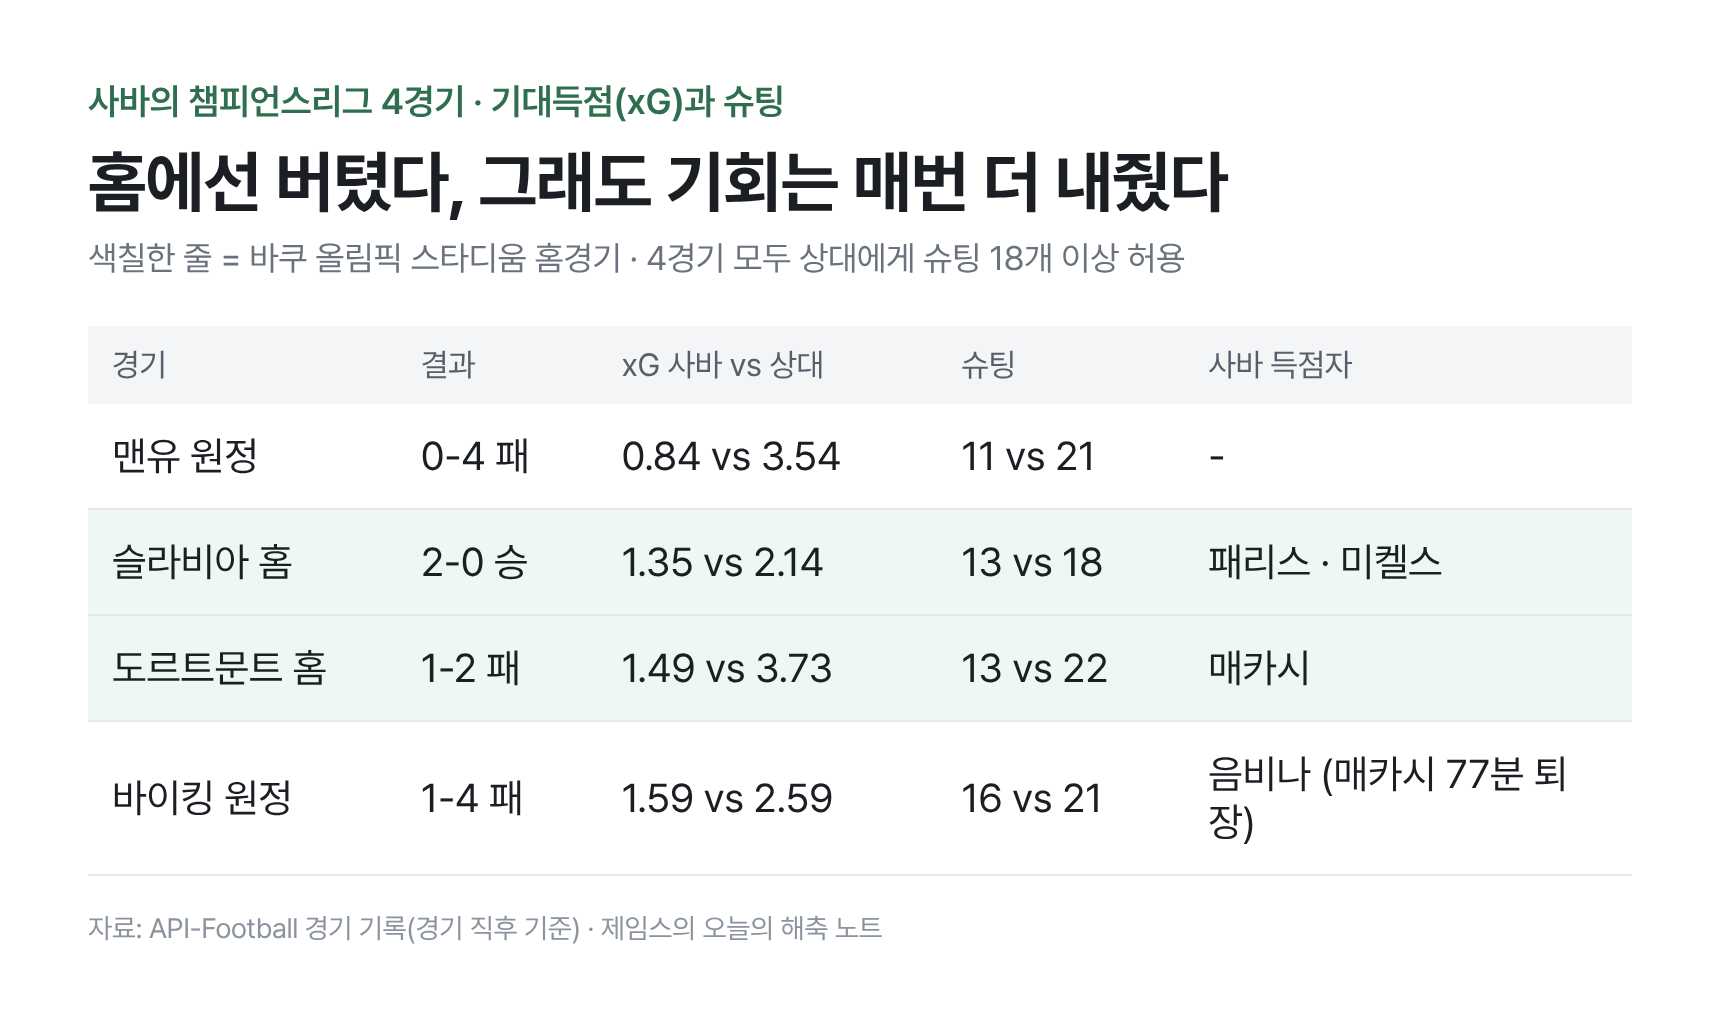 사바의 챔피언스리그 4경기 · 기대득점(xG)과 슈팅
홈에선 버텼다, 그래도 기회는 매번 더 내줬다
색칠한 줄 = 바쿠 올림픽 스타디움 홈경기 · 4경기 모두 상대에게 슈팅 18개 이상 허용
경기 결과 xG 사바 vs 상대 슈팅 사바 득점자
맨유 원정 0-4 패 0.84 vs 3.54 11 vs 21 -
슬라비아 홈 2-0 승 1.35 vs 2.14 13 vs 18 패리스 · 미켈스
도르트문트 홈 1-2 패 1.49 vs 3.73 13 vs 22 매카시
바이킹 원정 1-4 패 1.59 vs 2.59 16 vs 21 음비나 (매카시 77분 퇴
장)
자료: API-Football 경기 기록(경기 직후 기준) · 제임스의 오늘의 해축 노트